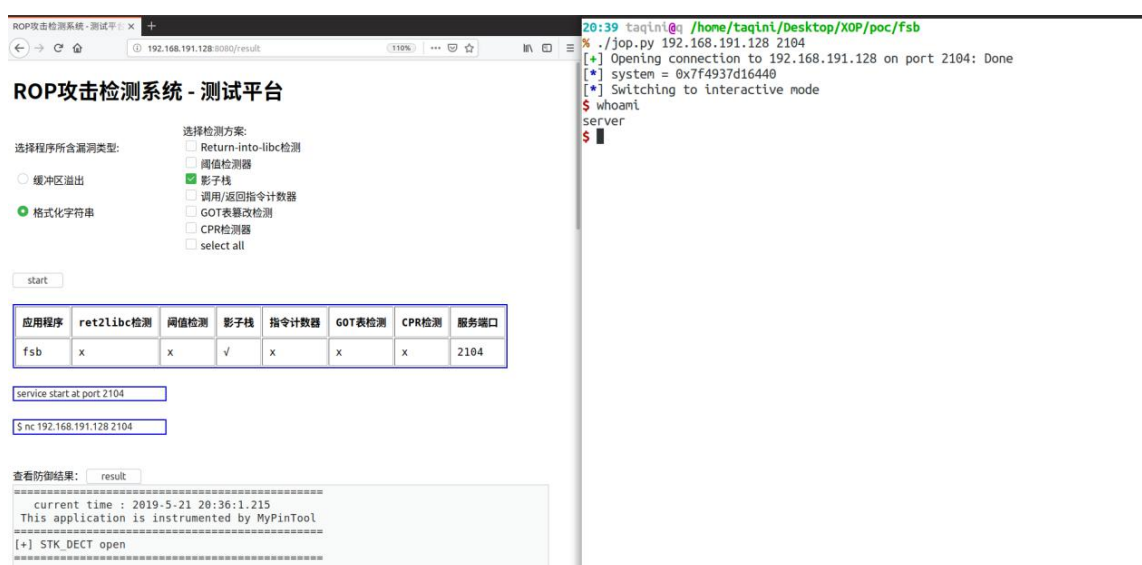 ROP攻击检测系统 - 测试平台
192.168.191.128:8080/result
110%
ROP攻击检测系统 - 测试平台
选择程序所含漏洞类型:
缓冲区溢出
格式化字符串
选择检测方案:
Return-into-libc检测
阈值检测器
影子栈
调用/返回指令计数器
GOT表篡改检测
CPR检测器
select all
start
应用程序 ret2libc检测 阈值检测 影子栈 指令计数器 GOT表检测 CPR检测 服务端口
fsb x x √ x x x 2104
service start at port 2104
$ nc 192.168.191.128 2104
查看防御结果: result
===============================================
current time : 2019-5-21 20:36:1.215
This application is instrumented by MyPinTool
===============================================
[+] STK_DECT open
===============================================
20:39 taqini@q /home/taqini/Desktop/XOP/poc/fsb
% ./jop.py 192.168.191.128 2104
[+] Opening connection to 192.168.191.128 on port 2104: Done
[*] system = 0x7f4937d16440
[*] Switching to interactive mode
$ whoami
server
$